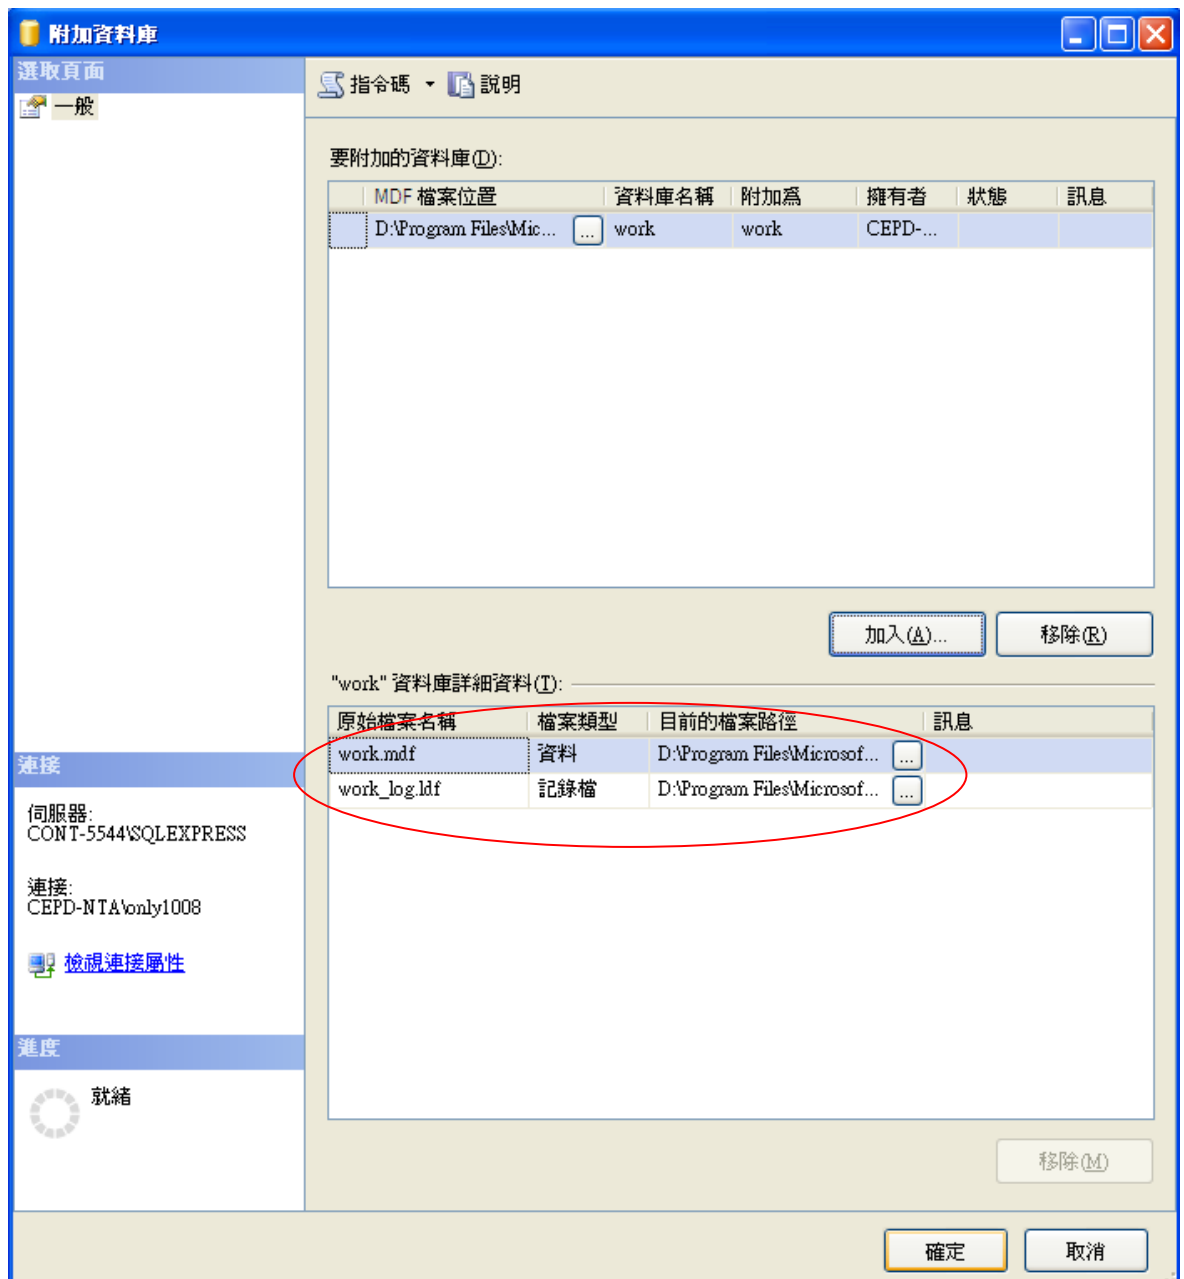 附加資料庫
選取頁面
一般
指令碼 說明
要附加的資料庫(D):
MDF 檔案位置 資料庫名稱 附加為 擁有者 狀態 訊息
D:\Program Files\Mic... ... work work CEPD-...
加入(A)... 移除(R)
"work" 資料庫詳細資料(T):
原始檔案名稱 檔案類型 目前的檔案路徑 訊息
work.mdf 資料 D:\Program Files\Microsof... ...
work_log.ldf 記錄檔 D:\Program Files\Microsof... ...
連接
伺服器:
CONT-5544\SQLEXPRESS
連接:
CEPD-NTA\only1008
檢視連接屬性
進度
就緒
移除(M)
確定 取消